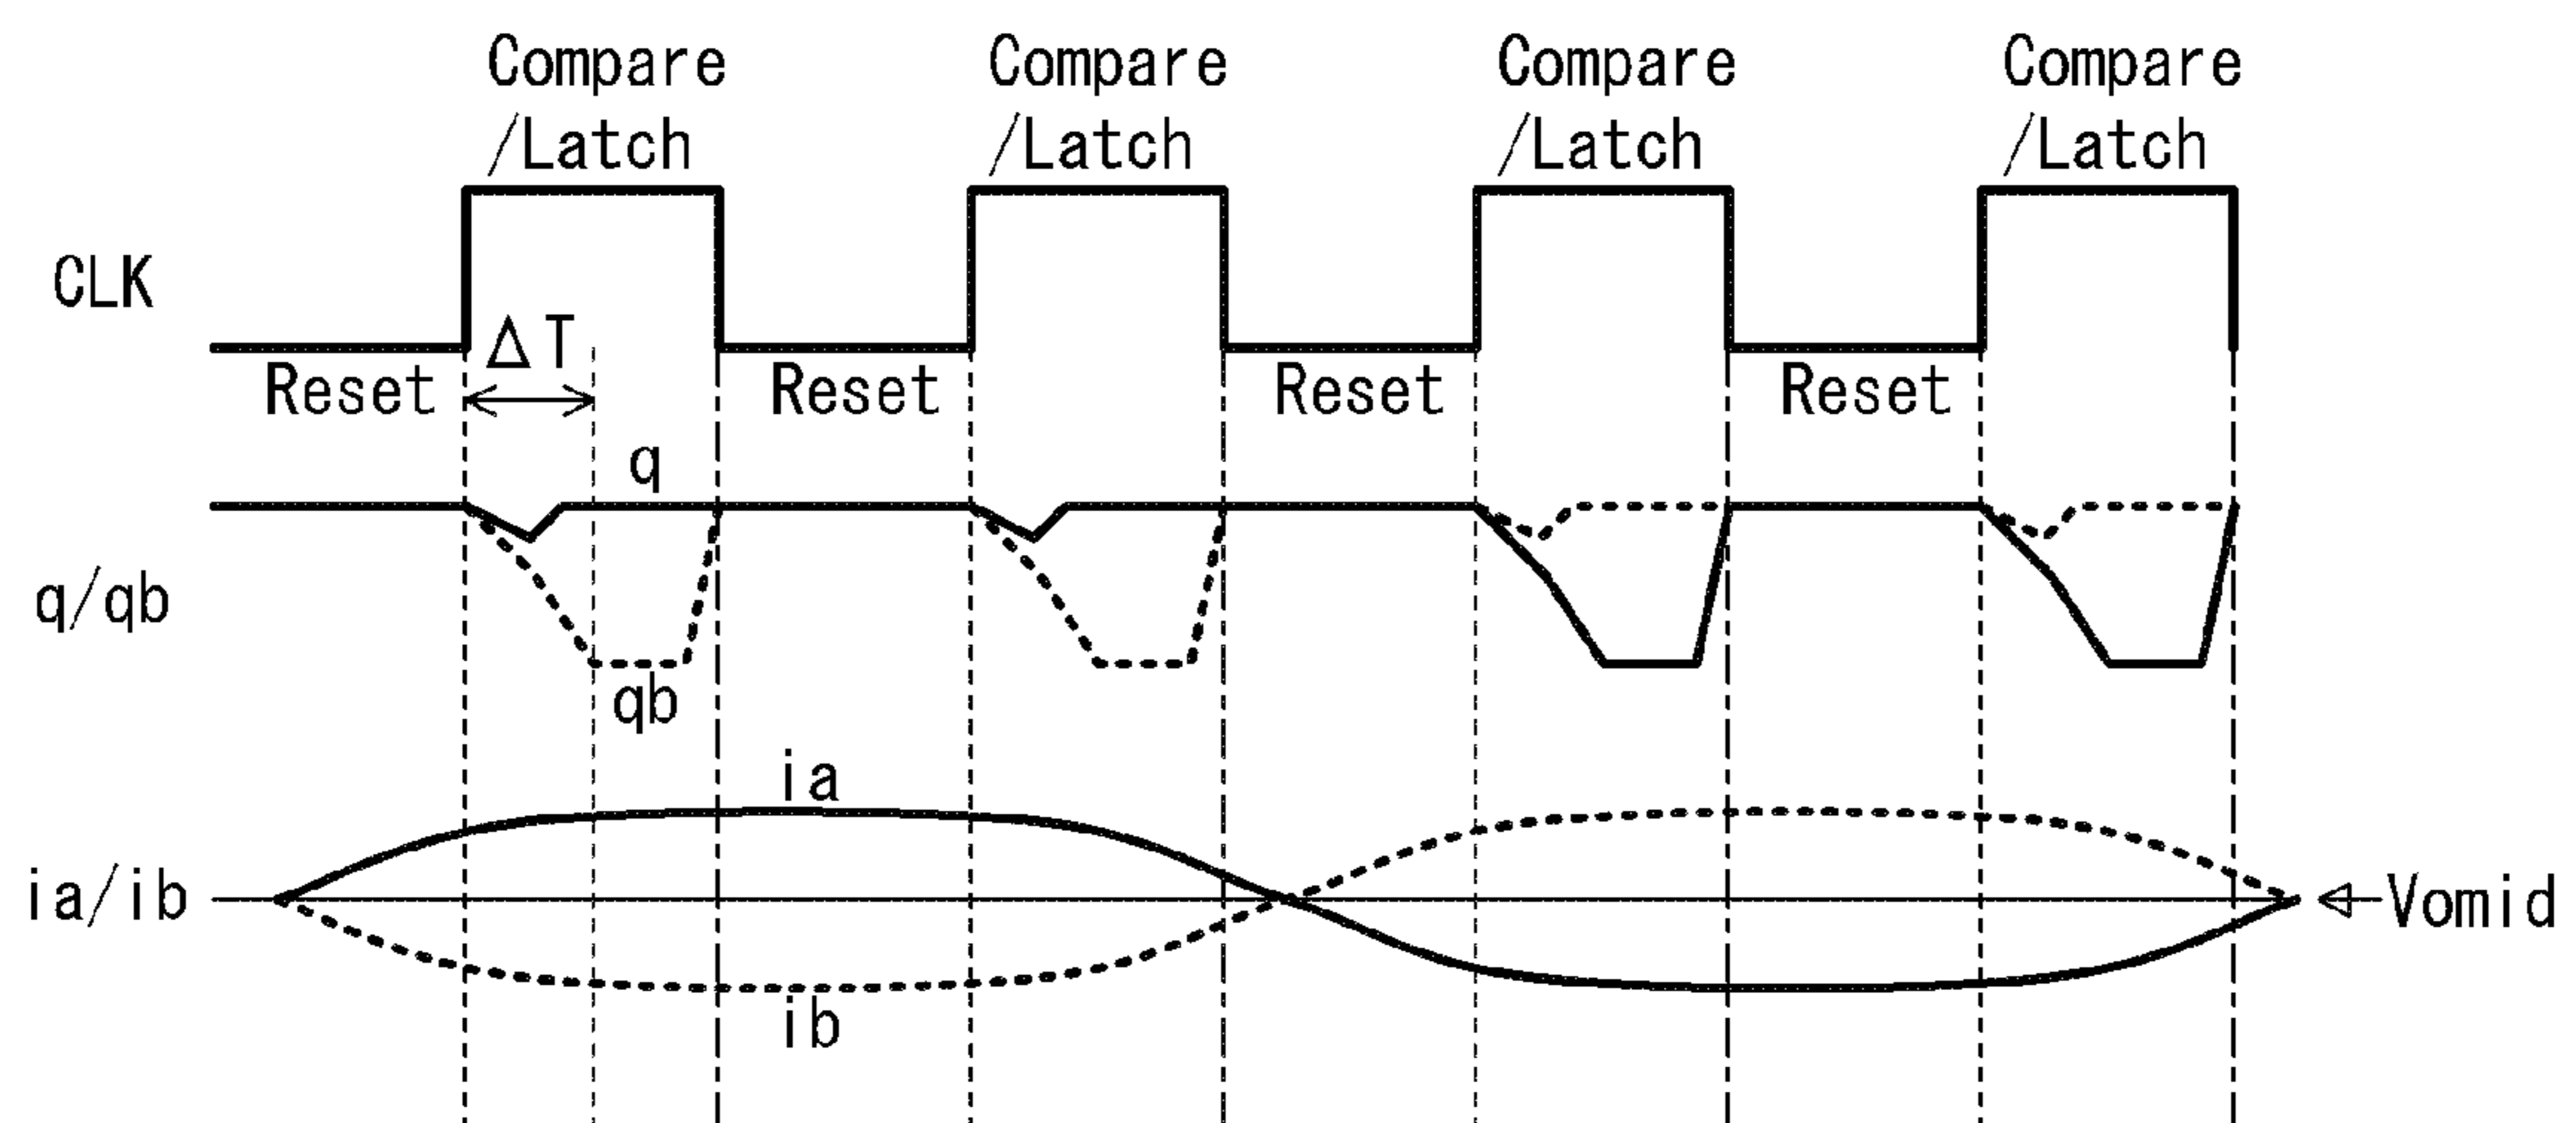 Compare Compare Compare Compare
/Latch /Latch /Latch /Latch
CLK
ΔT
Reset Reset Reset Reset
q
q/qb
qb
ia
ia/ib Vomid
ib